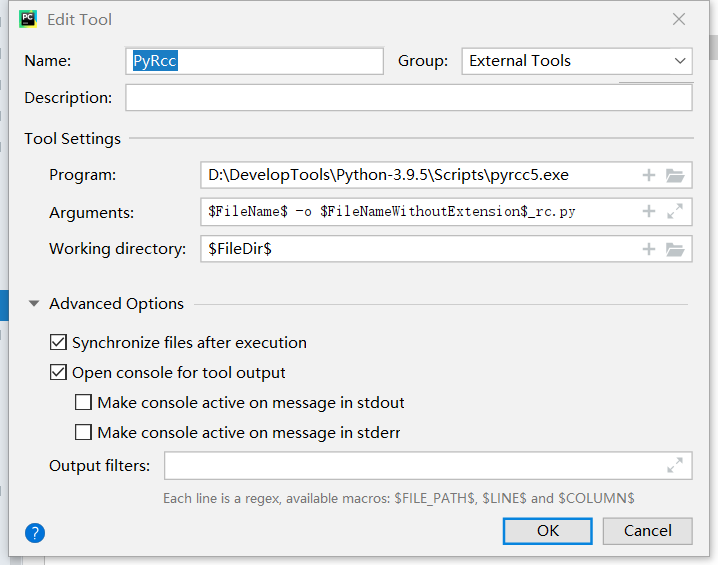 PC
Edit Tool
Name: PyRcc Group: External Tools
Description:
Tool Settings
Program: D:\DevelopTools\Python-3.9.5\Scripts\pyrcc5.exe
Arguments: $FileName$ -o $FileNameWithoutExtension$_rc.py
Working directory: $FileDir$
Advanced Options
Synchronize files after execution
Open console for tool output
Make console active on message in stdout
Make console active on message in stderr
Output filters:
Each line is a regex, available macros: $FILE_PATH$, $LINE$ and $COLUMN$
? OK Cancel